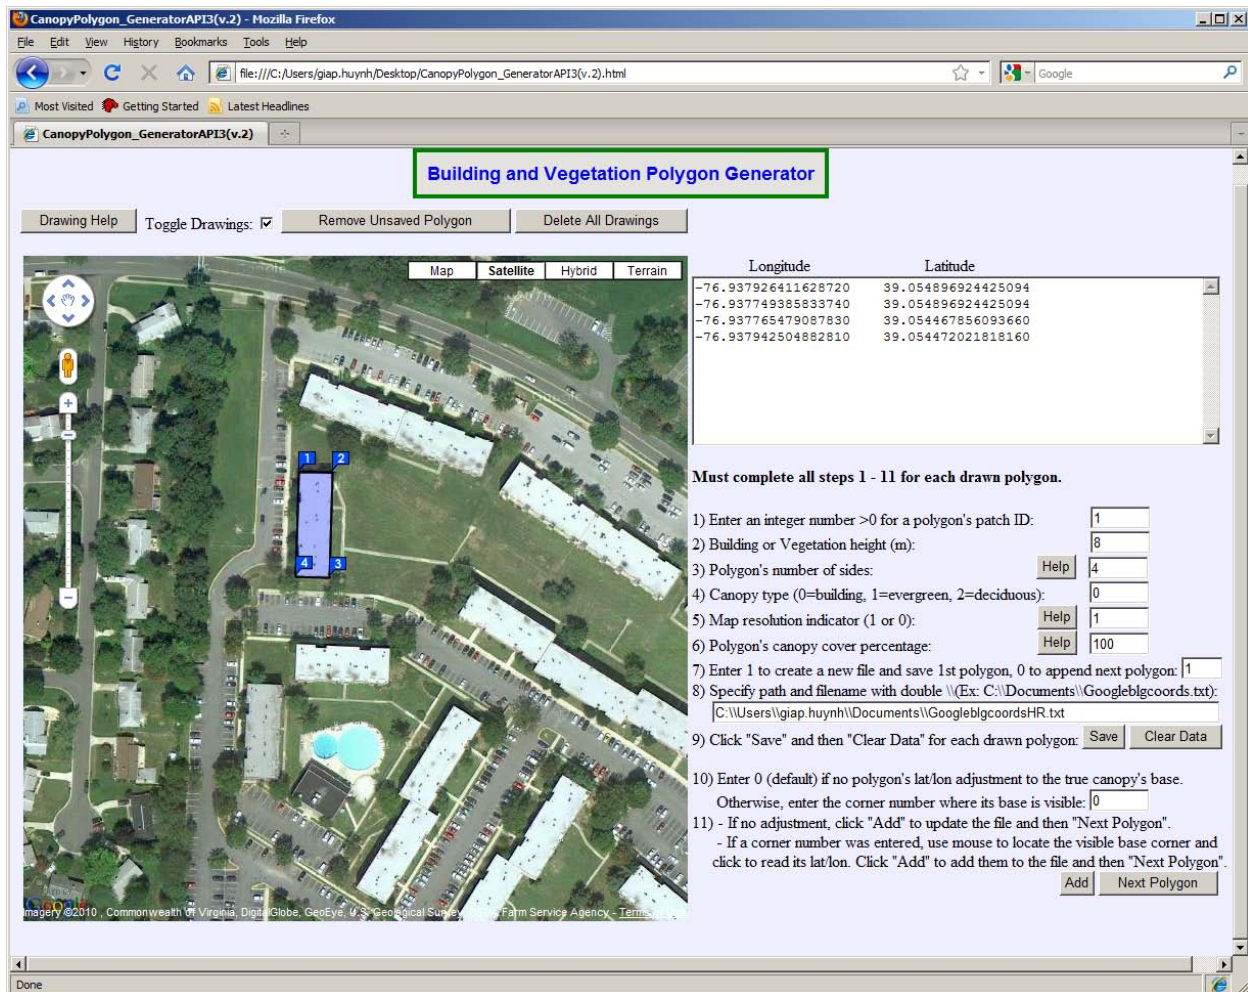 CanopyPolygon_GeneratorAPI3(v.2) - Mozilla Firefox
File Edit View History Bookmarks Tools Help
file:///C:/Users/giap.huynh/Desktop/CanopyPolygon_GeneratorAPI3(v.2).html
Google
Most Visited Getting Started Latest Headlines
CanopyPolygon_GeneratorAPI3(v.2)
Building and Vegetation Polygon Generator
Drawing Help Toggle Drawings: Remove Unsaved Polygon Delete All Drawings
Map Satellite Hybrid Terrain
Longitude Latitude
-76.937926411628720 39.054896924425094
-76.937749385833740 39.054896924425094
-76.937765479087830 39.054467856093660
-76.937942504882810 39.054472021818160
1 2
4 3
Must complete all steps 1 - 11 for each drawn polygon.
1) Enter an integer number >0 for a polygon's patch ID: 1
2) Building or Vegetation height (m): 8
3) Polygon's number of sides: Help 4
4) Canopy type (0=building, 1=evergreen, 2=deciduous): 0
5) Map resolution indicator (1 or 0): Help 1
6) Polygon's canopy cover percentage: Help 100
7) Enter 1 to create a new file and save 1st polygon, 0 to append next polygon: 1
8) Specify path and filename with double \\(Ex: C:\\Documents\\Googleblgcoords.txt):
C:\\Users\\giap.huynh\\Documents\\GoogleblgcoordsHR.txt
9) Click "Save" and then "Clear Data" for each drawn polygon: Save Clear Data
10) Enter 0 (default) if no polygon's lat/lon adjustment to the true canopy's base.
Otherwise, enter the corner number where its base is visible: 0
11) - If no adjustment, click "Add" to update the file and then "Next Polygon".
- If a corner number was entered, use mouse to locate the visible base corner and
click to read its lat/lon. Click "Add" to add them to the file and then "Next Polygon".
Add Next Polygon
Google
Imagery ©2010 , Commonwealth of Virginia, DigitalGlobe, GeoEye, U.S. Geological Farm Service Agency -
Done